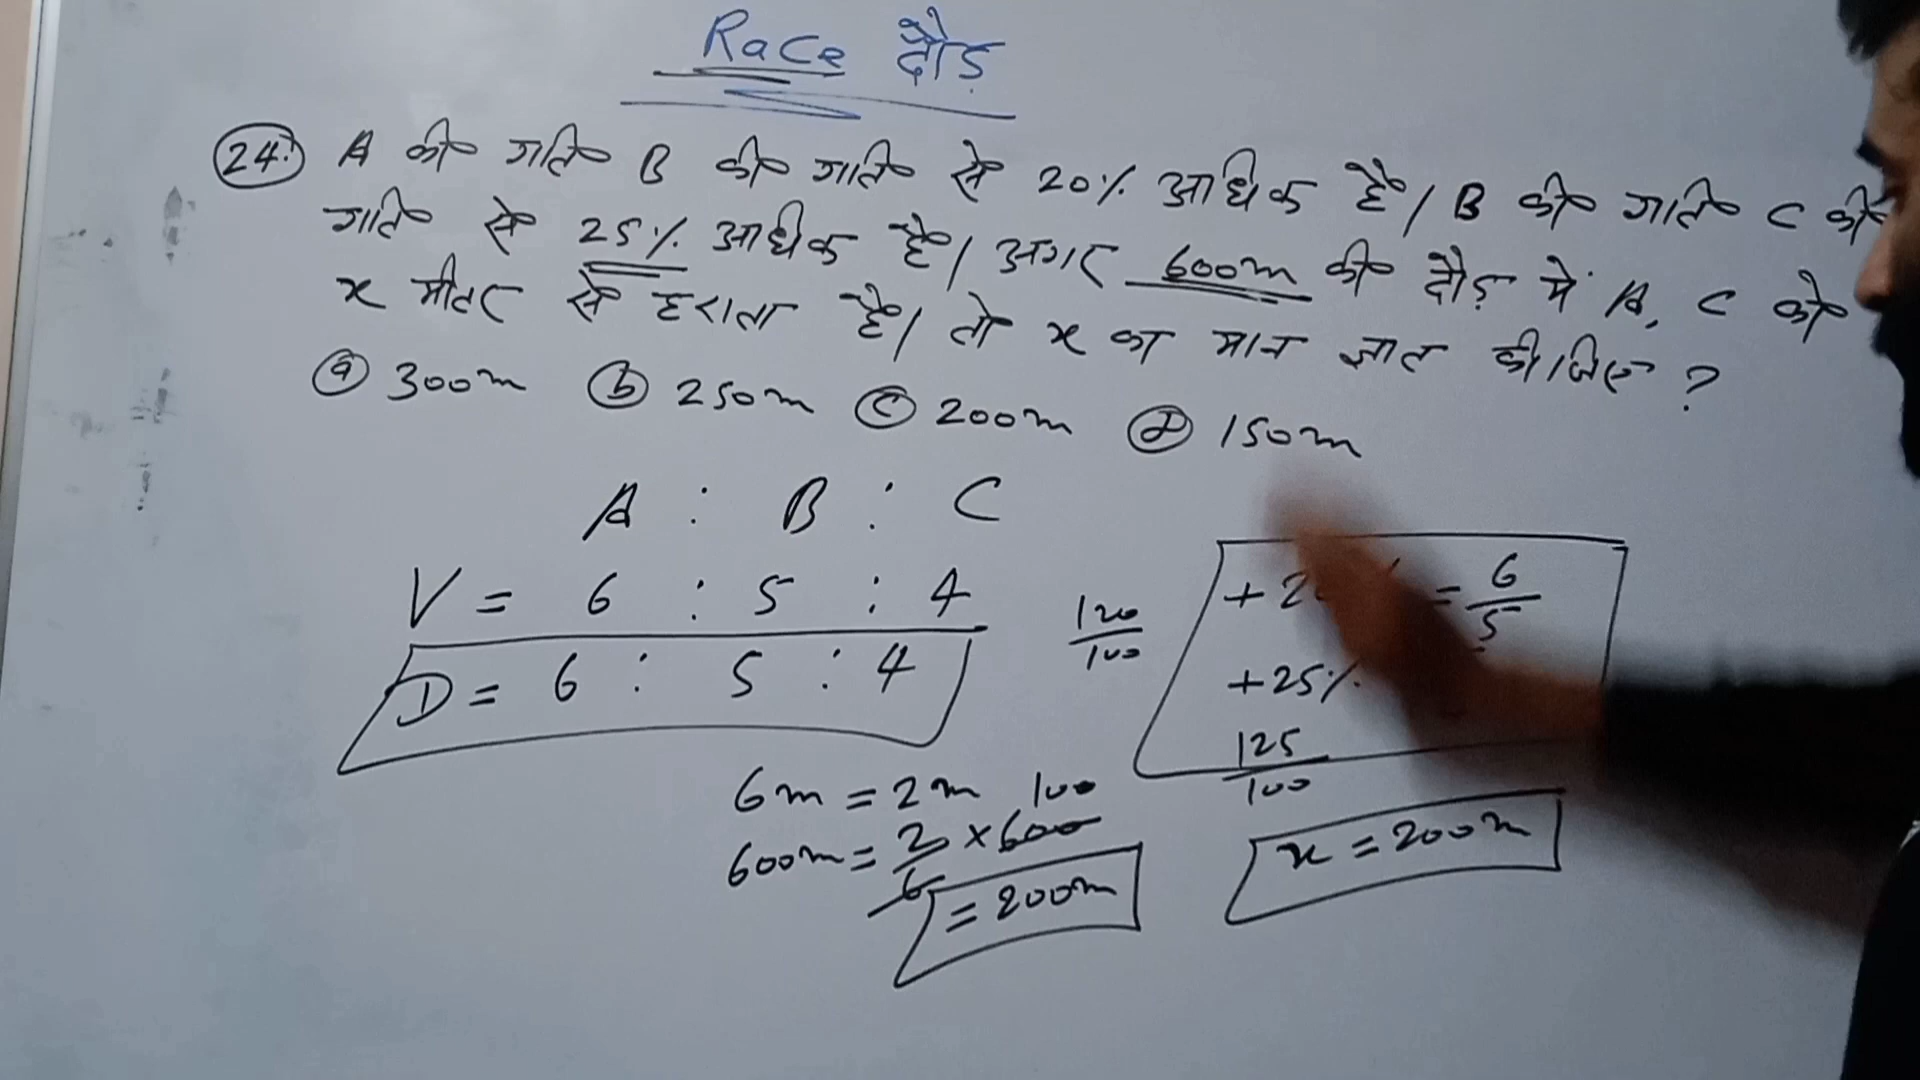 Race दौड़
24. A की गति B की गति से 20% अधिक है। B की गति C की
गति से 25% अधिक है। अगर 600m की दौड़ में A, C को
x मीटर से हराता है। तो x का मान ज्ञात कीजिए ?
(a) 300m (b) 250m (c) 200m (d) 150m
A : B : C
V = 6 : 5 : 4
D = 6 : 5 : 4
120/100
= 6/5
+25%
125/100
6m = 2m
600m = 2/6 × 600 100
= 200m
x = 200m